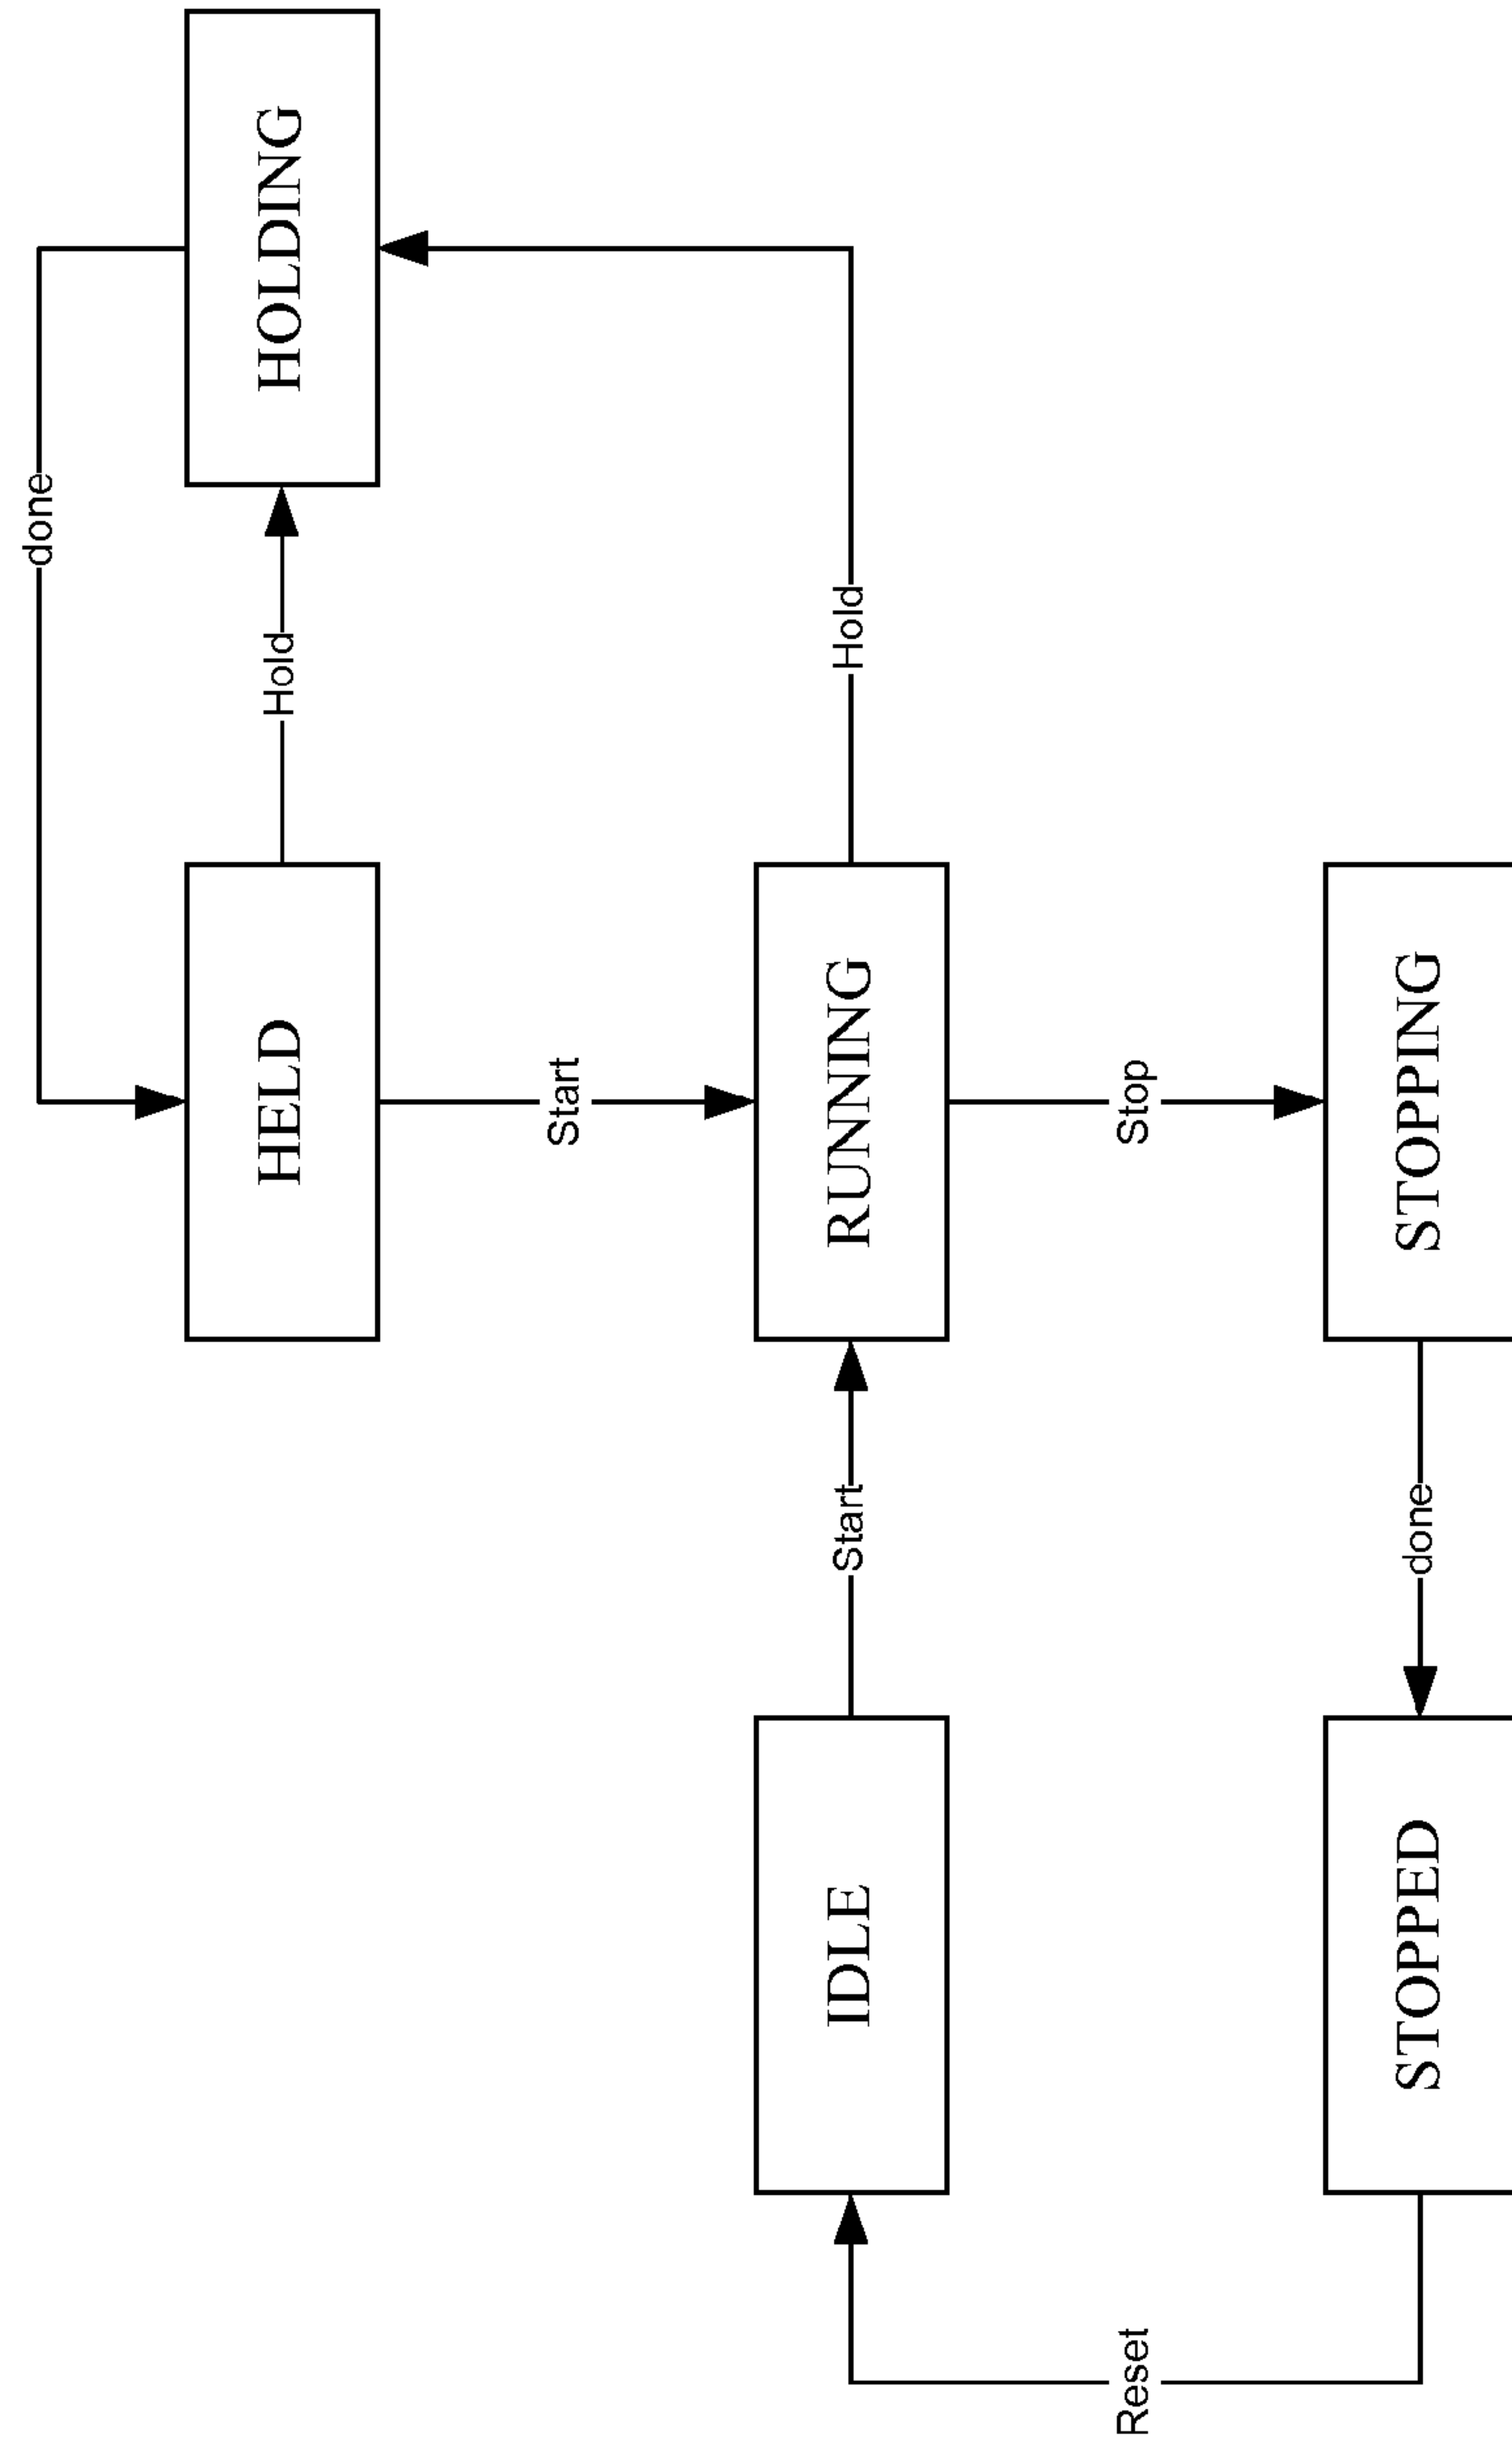 done
HELD
Hold
HOLDING
Start
IDLE
Start
RUNNING
Hold
Reset
Stop
STOPPED
done
STOPPING